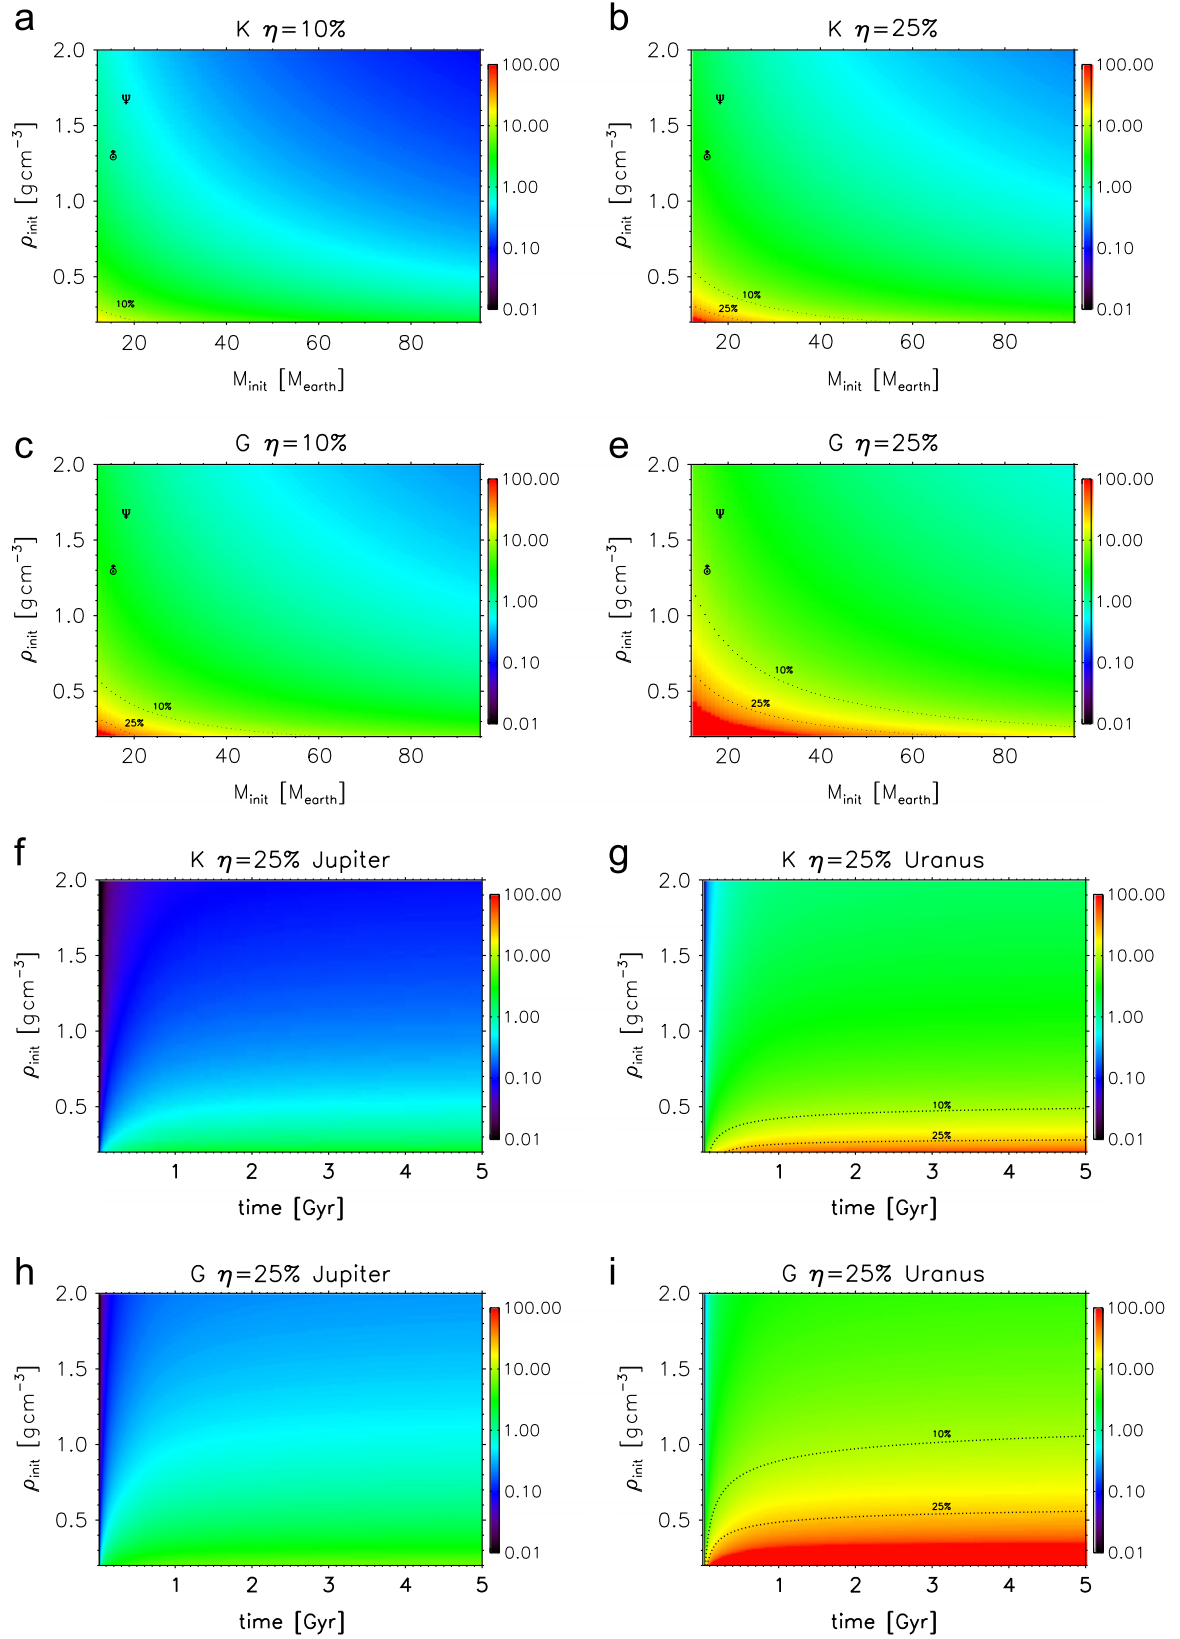 a
K η=10%
2.0
1.5
1.0
0.5
ρinit [gcm⁻³]
Ψ
⛢
10%
20 40 60 80
Minit [Mearth]
100.00
10.00
1.00
0.10
0.01
b
K η=25%
2.0
1.5
1.0
0.5
ρinit [gcm⁻³]
Ψ
⛢
10%
25%
20 40 60 80
Minit [Mearth]
100.00
10.00
1.00
0.10
0.01
c
G η=10%
2.0
1.5
1.0
0.5
ρinit [gcm⁻³]
Ψ
⛢
10%
25%
20 40 60 80
Minit [Mearth]
100.00
10.00
1.00
0.10
0.01
e
G η=25%
2.0
1.5
1.0
0.5
ρinit [gcm⁻³]
Ψ
⛢
10%
25%
20 40 60 80
Minit [Mearth]
100.00
10.00
1.00
0.10
0.01
f
K η=25% Jupiter
2.0
1.5
1.0
0.5
ρinit [gcm⁻³]
1 2 3 4 5
time [Gyr]
100.00
10.00
1.00
0.10
0.01
g
K η=25% Uranus
2.0
1.5
1.0
0.5
ρinit [gcm⁻³]
10%
25%
1 2 3 4 5
time [Gyr]
100.00
10.00
1.00
0.10
0.01
h
G η=25% Jupiter
2.0
1.5
1.0
0.5
ρinit [gcm⁻³]
1 2 3 4 5
time [Gyr]
100.00
10.00
1.00
0.10
0.01
i
G η=25% Uranus
2.0
1.5
1.0
0.5
ρinit [gcm⁻³]
10%
25%
1 2 3 4 5
time [Gyr]
100.00
10.00
1.00
0.10
0.01